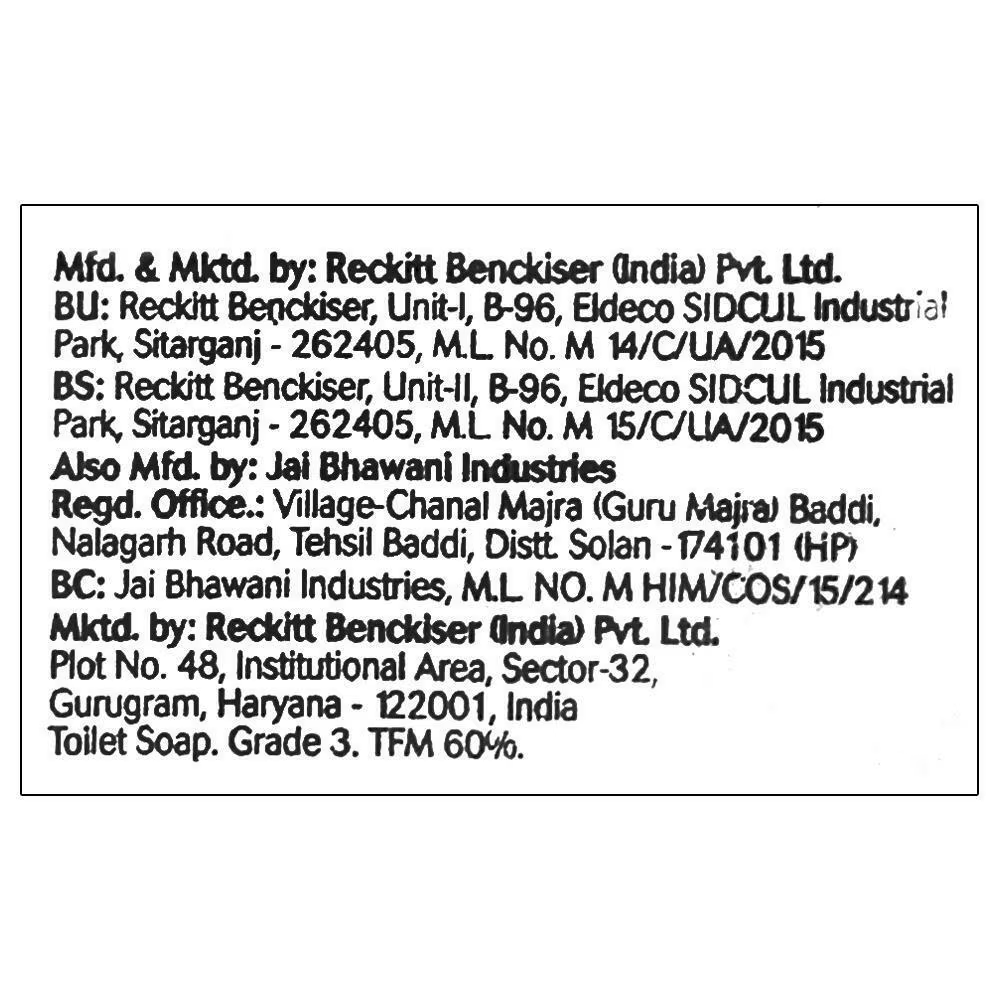 Mfd. & Mktd. by: Reckitt Benckiser (India) Pvt. Ltd.
BU: Reckitt Benckiser, Unit-I, B-96, Eldeco SIDCUL Industrial
Park, Sitarganj - 262405, M.L. No. M 14/C/UA/2015
BS: Reckitt Benckiser, Unit-II, B-96, Eldeco SIDCUL Industrial
Park, Sitarganj - 262405, M.L. No. M 15/C/UA/2015
Also Mfd. by: Jai Bhawani Industries
Regd. Office.: Village-Chanal Majra (Guru Majra) Baddi,
Nalagarh Road, Tehsil Baddi, Distt. Solan - 174101 (HP)
BC: Jai Bhawani Industries, M.L. NO. M HIM/COS/15/214
Mktd. by: Reckitt Benckiser (India) Pvt. Ltd.
Plot No. 48, Institutional Area, Sector-32,
Gurugram, Haryana - 122001, India
Toilet Soap. Grade 3. TFM 60%.